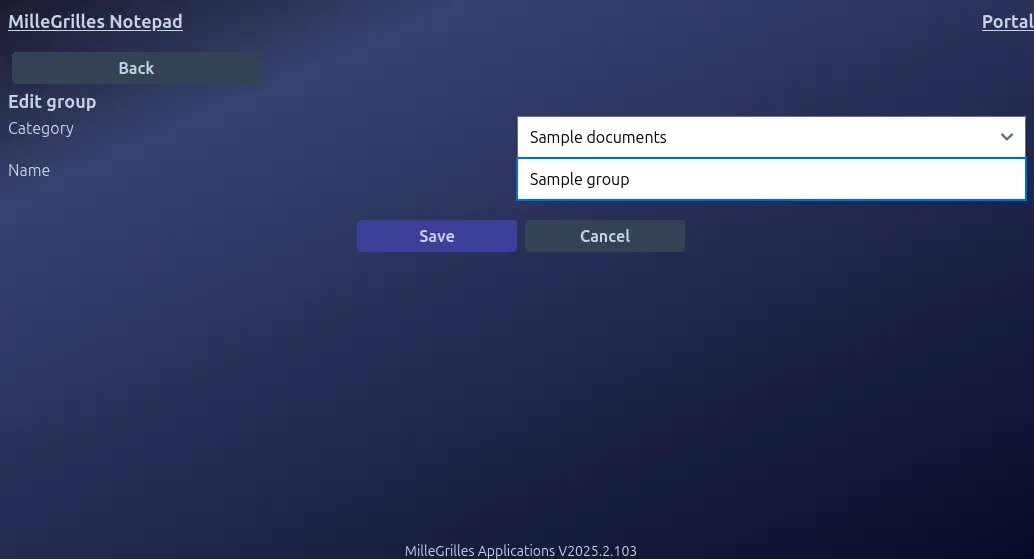 MilleGrilles Notepad Portal
Back
Edit group
Category Sample documents
Name Sample group
Save Cancel
MilleGrilles Applications V2025.2.103